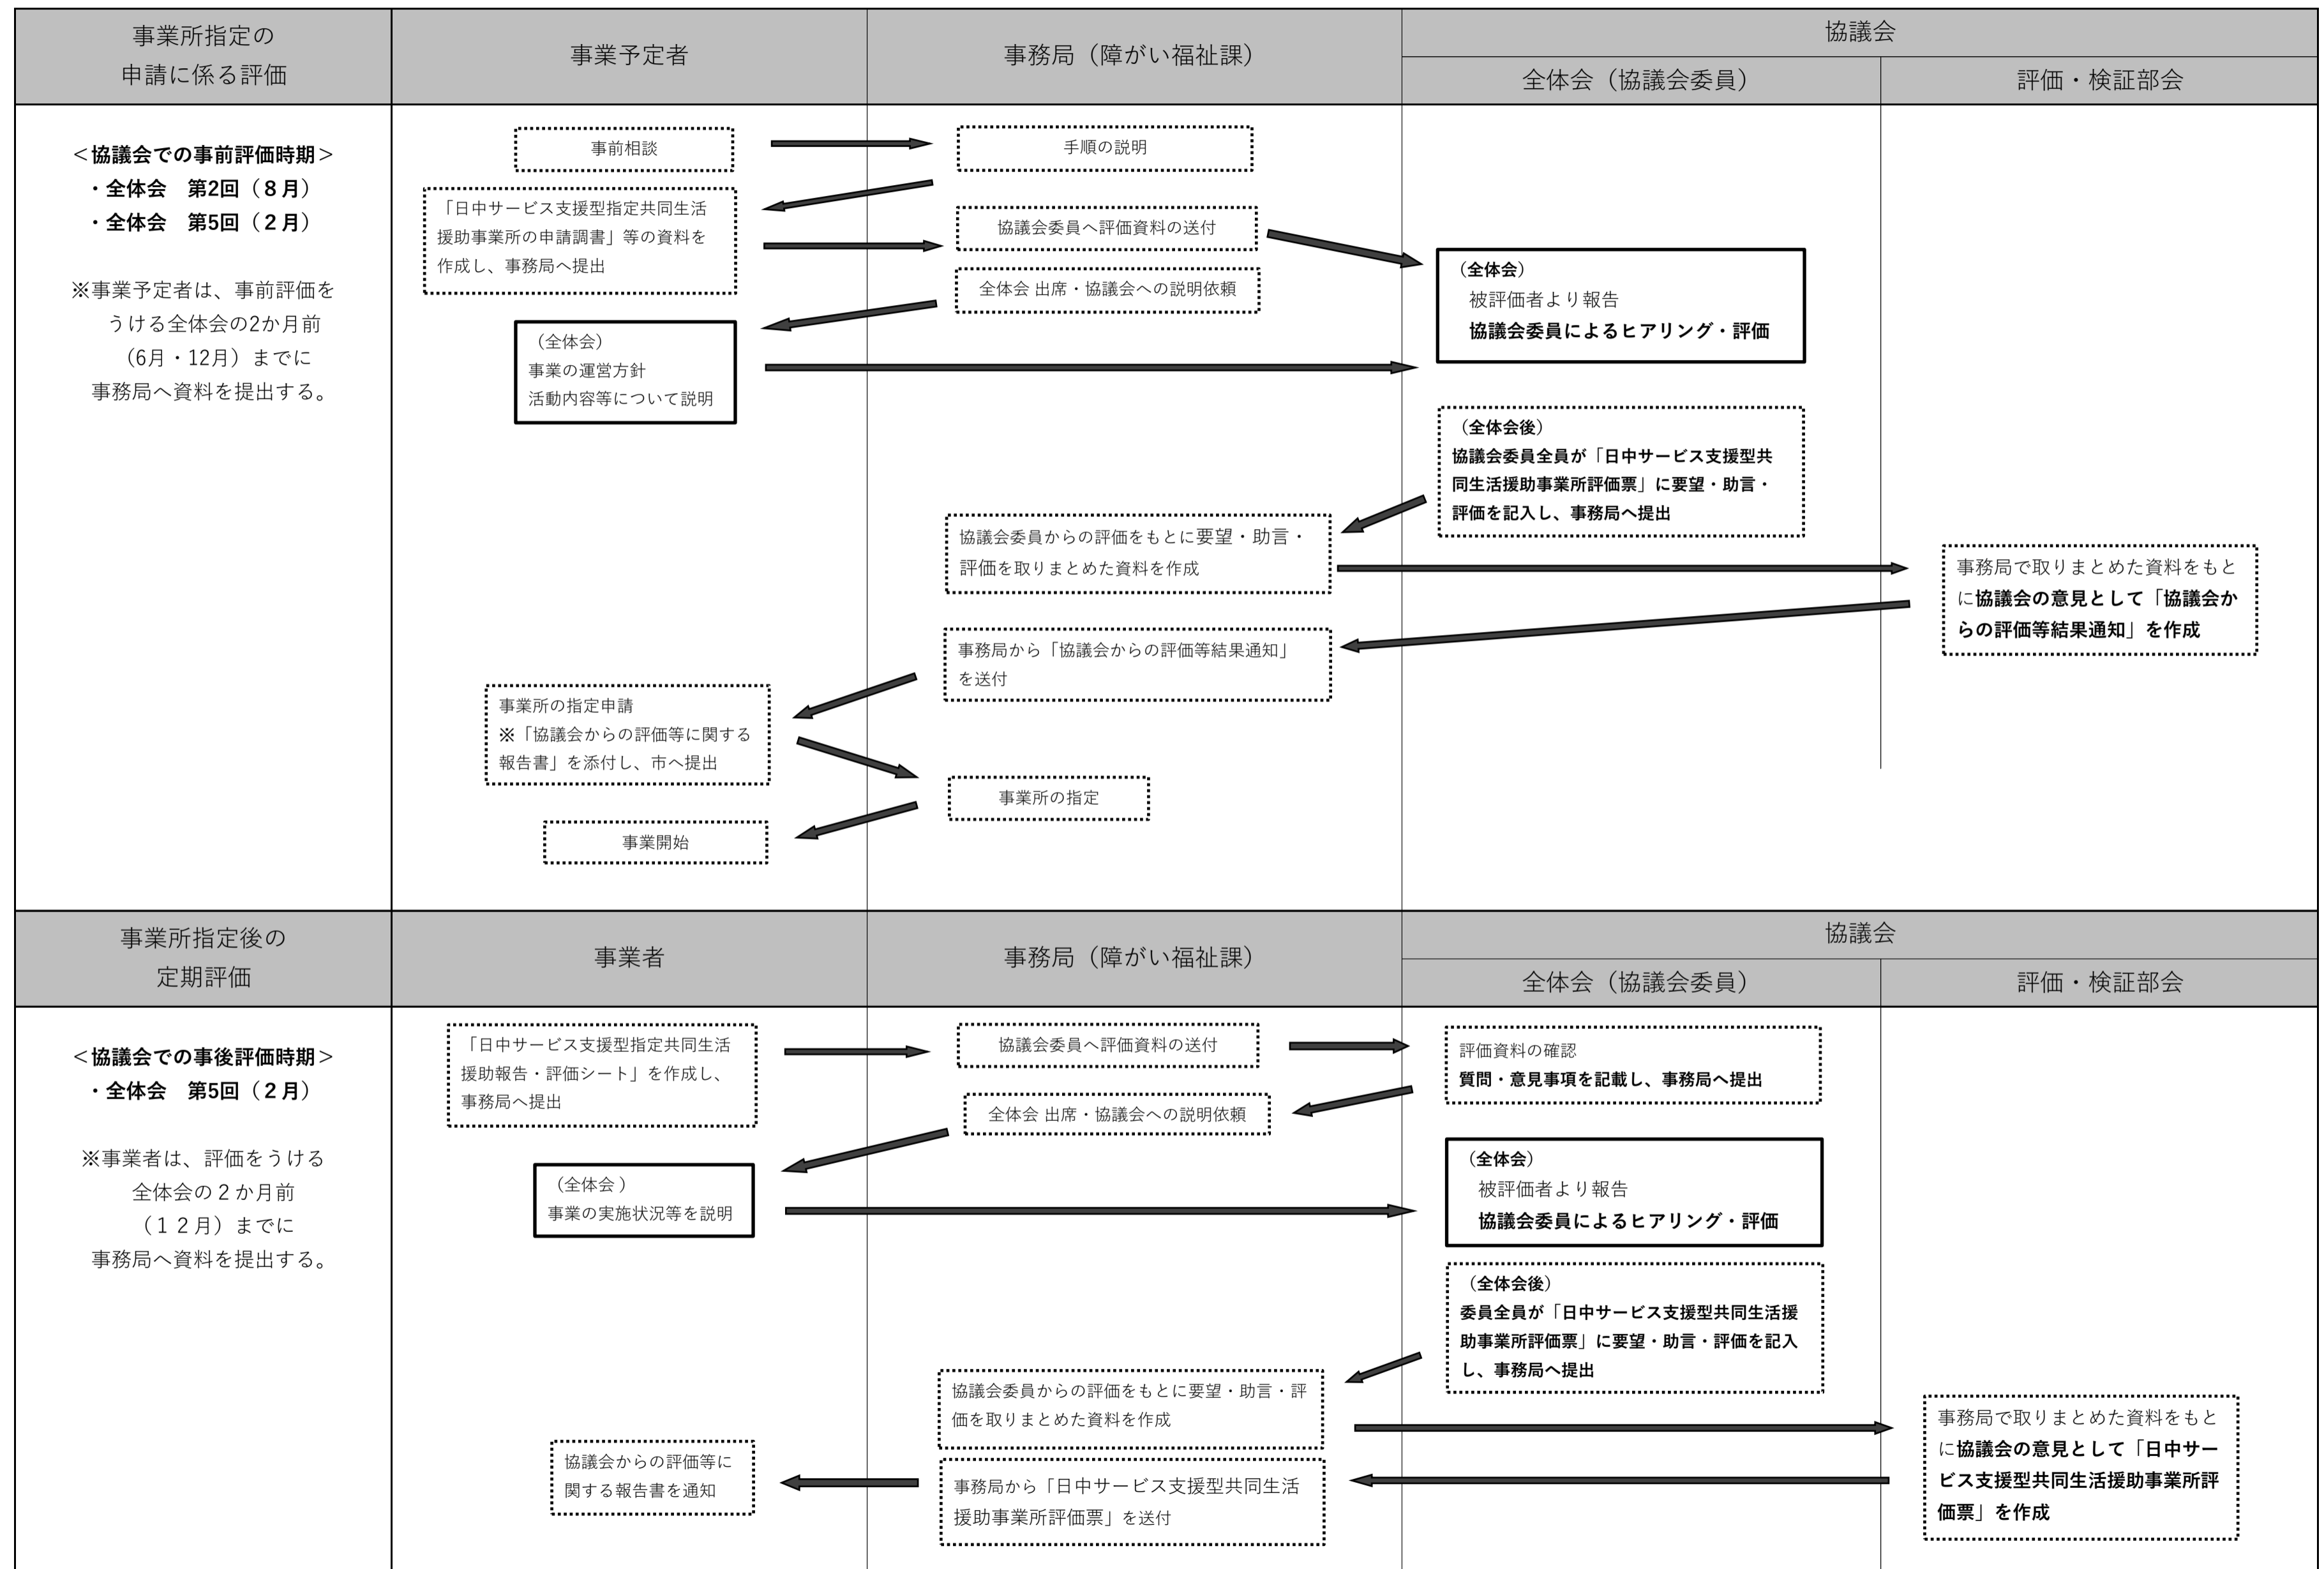 事業所指定の
申請に係る評価
事業予定者
事務局（障がい福祉課）
協議会
全体会（協議会委員）
評価・検証部会
＜協議会での事前評価時期＞
・全体会　第2回（８月）
・全体会　第5回（２月）
※事業予定者は、事前評価を
うける全体会の2か月前
（6月・12月）までに
事務局へ資料を提出する。
事前相談
手順の説明
「日中サービス支援型指定共同生活
援助事業所の申請調書」等の資料を
作成し、事務局へ提出
協議会委員へ評価資料の送付
全体会 出席・協議会への説明依頼
（全体会）
被評価者より報告
協議会委員によるヒアリング・評価
（全体会）
事業の運営方針
活動内容等について説明
（全体会後）
協議会委員全員が「日中サービス支援型共
同生活援助事業所評価票」に要望・助言・
評価を記入し、事務局へ提出
協議会委員からの評価をもとに要望・助言・
評価を取りまとめた資料を作成
事務局で取りまとめた資料をもと
に協議会の意見として「協議会か
らの評価等結果通知」を作成
事務局から「協議会からの評価等結果通知」
を送付
事業所の指定申請
※「協議会からの評価等に関する
報告書」を添付し、市へ提出
事業所の指定
事業開始
事業所指定後の
定期評価
事業者
事務局（障がい福祉課）
協議会
全体会（協議会委員）
評価・検証部会
＜協議会での事後評価時期＞
・全体会　第5回（２月）
※事業者は、評価をうける
全体会の２か月前
（１２月）までに
事務局へ資料を提出する。
「日中サービス支援型指定共同生活
援助報告・評価シート」を作成し、
事務局へ提出
協議会委員へ評価資料の送付
評価資料の確認
質問・意見事項を記載し、事務局へ提出
全体会 出席・協議会への説明依頼
（全体会 ）
事業の実施状況等を説明
（全体会）
被評価者より報告
協議会委員によるヒアリング・評価
（全体会後）
委員全員が「日中サービス支援型共同生活援
助事業所評価票」に要望・助言・評価を記入
し、事務局へ提出
協議会委員からの評価をもとに要望・助言・評
価を取りまとめた資料を作成
事務局で取りまとめた資料をもと
に協議会の意見として「日中サー
ビス支援型共同生活援助事業所評
価票」を作成
事務局から「日中サービス支援型共同生活
援助事業所評価票」を送付
協議会からの評価等に
関する報告書を通知